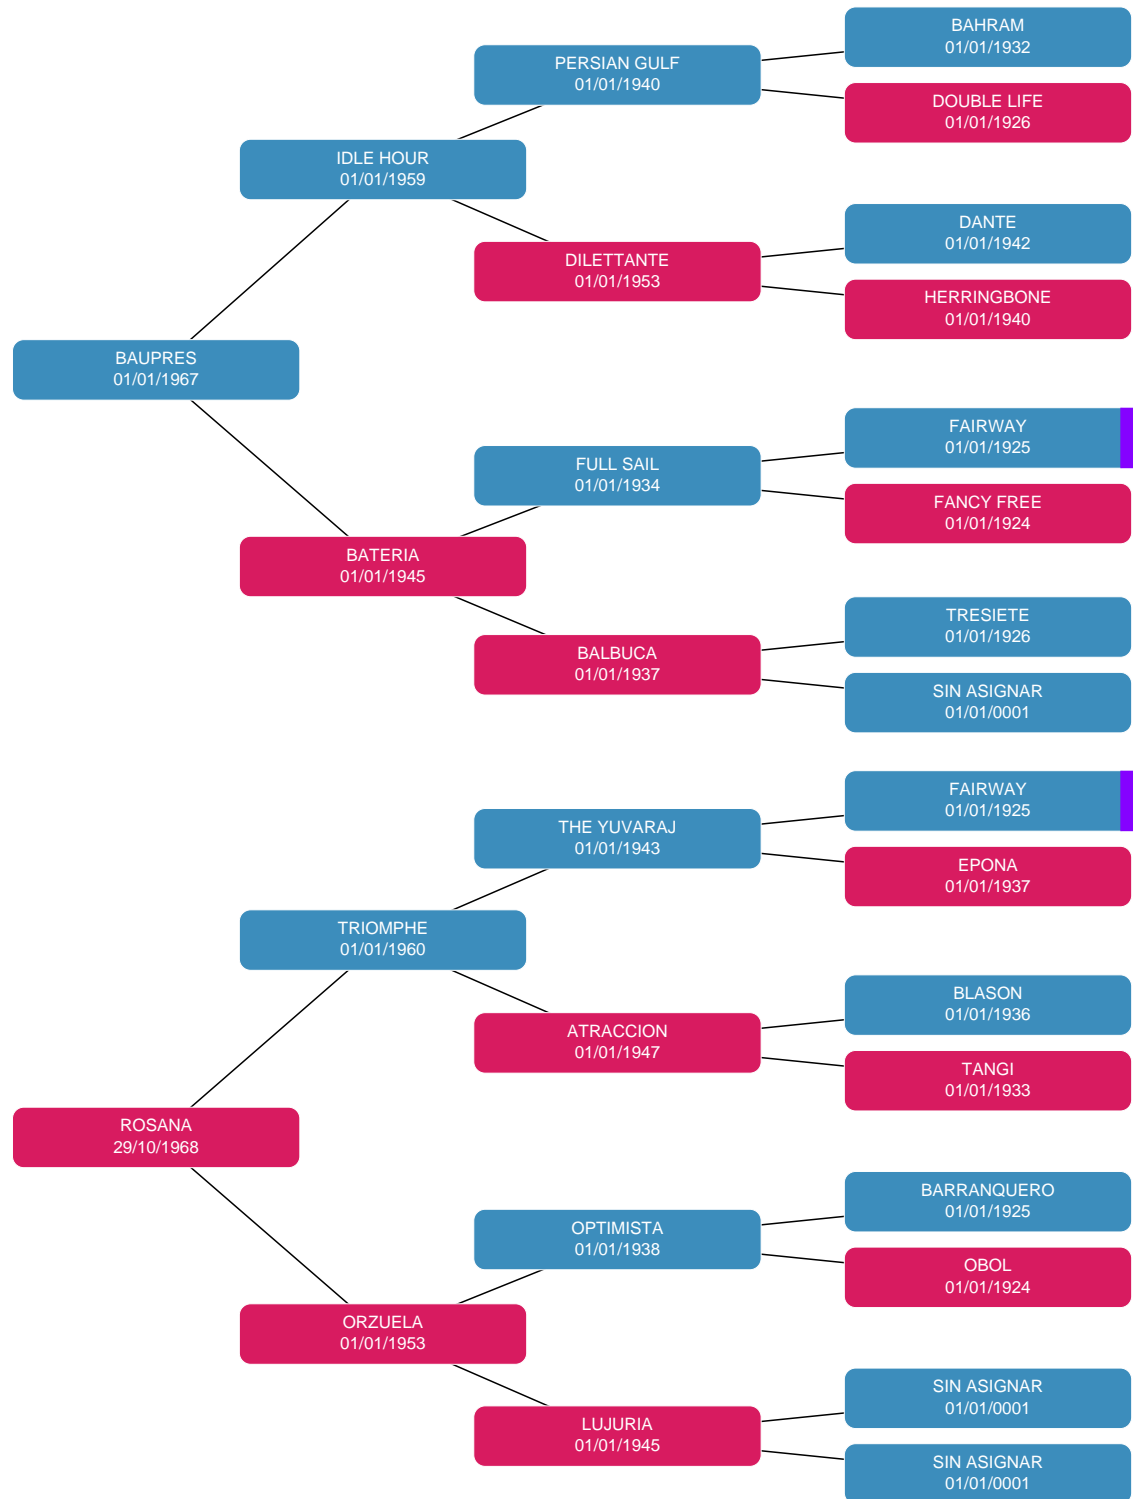 BAHRAM
01/01/1932
PERSIAN GULF
01/01/1940
DOUBLE LIFE
01/01/1926
IDLE HOUR
01/01/1959
DANTE
01/01/1942
DILETTANTE
01/01/1953
HERRINGBONE
01/01/1940
BAUPRES
01/01/1967
FAIRWAY
01/01/1925
FULL SAIL
01/01/1934
FANCY FREE
01/01/1924
BATERIA
01/01/1945
TRESIETE
01/01/1926
BALBUCA
01/01/1937
SIN ASIGNAR
01/01/0001
FAIRWAY
01/01/1925
THE YUVARAJ
01/01/1943
EPONA
01/01/1937
TRIOMPHE
01/01/1960
BLASON
01/01/1936
ATRACCION
01/01/1947
TANGI
01/01/1933
ROSANA
29/10/1968
BARRANQUERO
01/01/1925
OPTIMISTA
01/01/1938
OBOL
01/01/1924
ORZUELA
01/01/1953
SIN ASIGNAR
01/01/0001
LUJURIA
01/01/1945
SIN ASIGNAR
01/01/0001